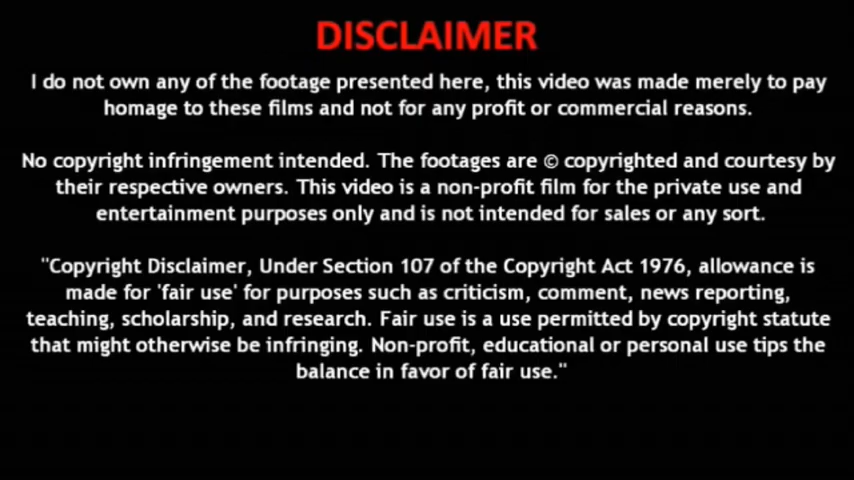 DISCLAIMER
I do not own any of the footage presented here, this video was made merely to pay
homage to these films and not for any profit or commercial reasons.
No copyright infringement intended. The footages are © copyrighted and courtesy by
their respective owners. This video is a non-profit film for the private use and
entertainment purposes only and is not intended for sales or any sort.
"Copyright Disclaimer, Under Section 107 of the Copyright Act 1976, allowance is
made for 'fair use' for purposes such as criticism, comment, news reporting,
teaching, scholarship, and research. Fair use is a use permitted by copyright statute
that might otherwise be infringing. Non-profit, educational or personal use tips the
balance in favor of fair use."